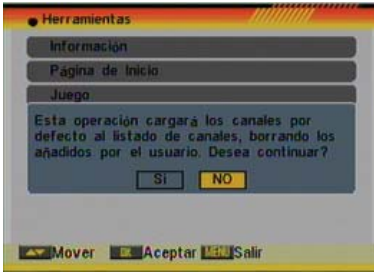 Herramientas
Información
Página de Inicio
Juego
Esta operación cargará los canales por
defecto al listado de canales, borrando los
añadidos por el usuario. Desea continuar?
Si NO
Mover OK Aceptar MENU Salir